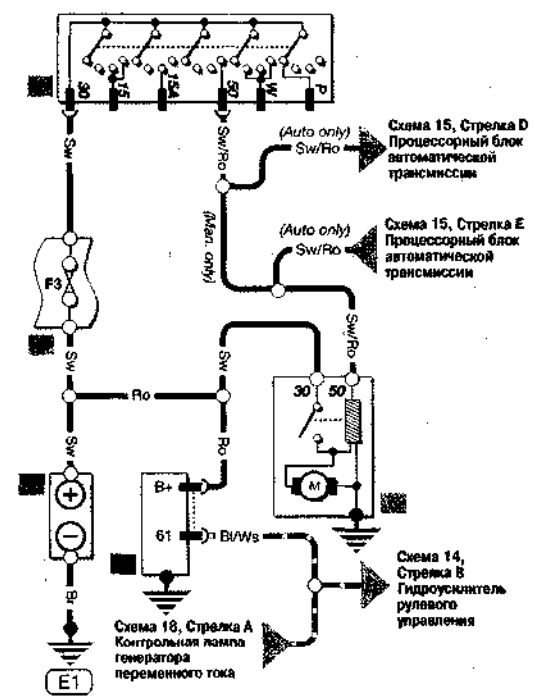 30
15
15A
50
W
P
Sw
Sw/Ro
(Auto only)
Sw/Ro
Схема 15, Стрелка D
Процессорный блок
автоматической
трансмиссии
(Man. only)
(Auto only)
Sw/Ro
Схема 15, Стрелка E
Процессорный блок
автоматической
трансмиссии
F3
Sw
Sw
Sw/Ro
Ro
30
50
Sw
Ro
B+
M
61
Bl/Ws
+
−
Br
E1
Схема 14,
Стрелка B
Гидроусилитель
рулевого
управления
Схема 18, Стрелка A
Контрольная лампа
генератора
переменного тока